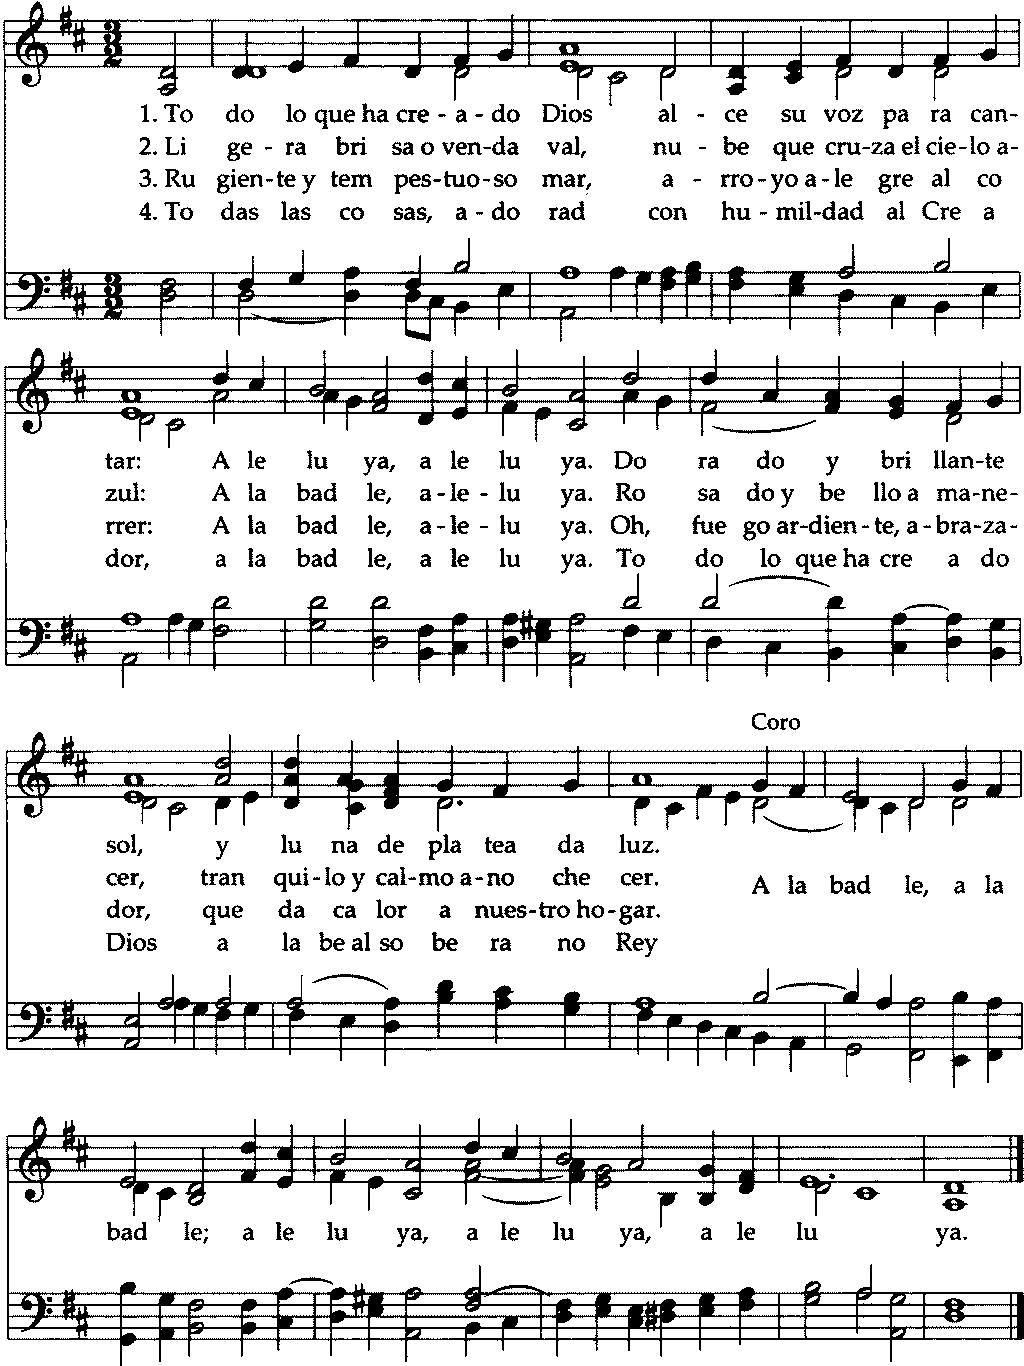 1. To do lo que ha cre - a - do Dios al - ce su voz pa ra can-
2. Li ge - ra bri sa o ven - da val, nu - be que cru - za el cie - lo a-
3. Ru gien - te y tem pes - tuo - so mar, a - rro - yo a - le gre al co
4. To das las co sas, a - do rad con hu - mil - dad al Cre a
tar: A le lu ya, a le lu ya. Do ra do y bri llan - te
zul: A la bad le, a - le - lu ya. Ro sa do y be llo a ma - ne-
rrer: A la bad le, a - le - lu ya. Oh, fue go ar - dien - te, a - bra - za-
dor, a la bad le, a le lu ya. To do lo que ha cre a do
Coro
sol, y lu na de pla tea da luz.
cer, tran qui - lo y cal - mo a - no che cer.
A la bad le, a la
dor, que da ca lor a nues - tro ho - gar.
Dios a la be al so be ra no Rey
bad le; a le lu ya, a le lu ya, a le lu ya.